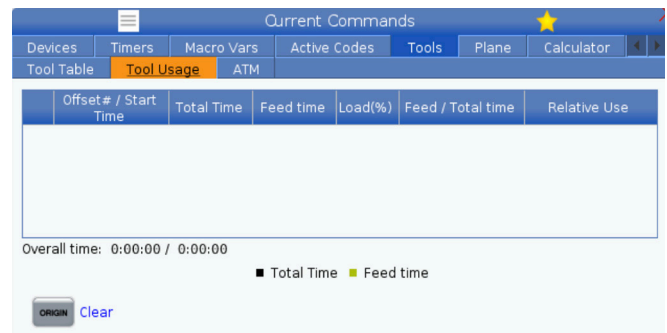 Current Commands
Devices Timers Macro Vars Active Codes Tools Plane Calculator
Tool Table Tool Usage ATM
Offset# / Start Time Total Time Feed time Load(%) Feed / Total time Relative Use
Overall time: 0:00:00 / 0:00:00
Total Time Feed time
ORIGIN Clear